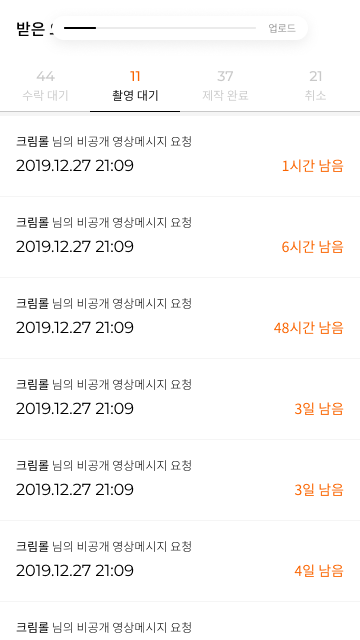 받은
업로드
44 11 37 21
수락 대기 촬영 대기 제작 완료 취소
크림롤 님의 비공개 영상메시지 요청
2019.12.27 21:09 1시간 남음
크림롤 님의 비공개 영상메시지 요청
2019.12.27 21:09 6시간 남음
크림롤 님의 비공개 영상메시지 요청
2019.12.27 21:09 48시간 남음
크림롤 님의 비공개 영상메시지 요청
2019.12.27 21:09 3일 남음
크림롤 님의 비공개 영상메시지 요청
2019.12.27 21:09 3일 남음
크림롤 님의 비공개 영상메시지 요청
2019.12.27 21:09 4일 남음
크림롤 님의 비공개 영상메시지 요청